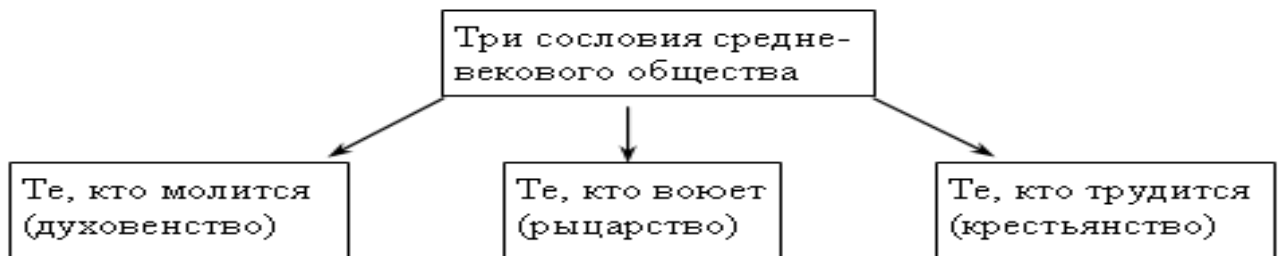 Три сословия средне-
векового общества
Те, кто молится
(духовенство)
Те, кто воюет
(рыцарство)
Те, кто трудится
(крестьянство)